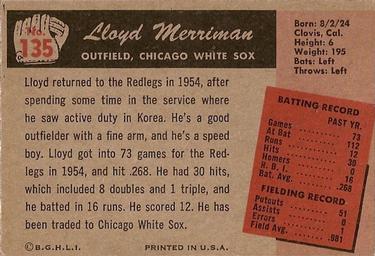 No.
135
Lloyd Merriman
OUTFIELD, CHICAGO WHITE SOX
Born: 8/2/24
Clovis, Cal.
Height: 6
Weight: 195
Bats: Left
Throws: Left
Lloyd returned to the Redlegs in 1954, after
spending some time in the service where
he saw active duty in Korea. He's a good
outfielder with a fine arm, and he's a speed
boy. Lloyd got into 73 games for the Red-
legs in 1954, and hit .268. He had 30 hits,
which included 8 doubles and 1 triple, and
he batted in 16 runs. He scored 12. He has
been traded to Chicago White Sox.
BATTING RECORD
PAST YR.
Games 73
At Bat 112
Runs 12
Hits 30
Homers 0
R. B. I. 16
Bat. Avg. .268
FIELDING RECORD
Putouts 51
Assists 0
Errors 1
Field Avg. .981
©B.G.H.L.I. PRINTED IN U.S.A.